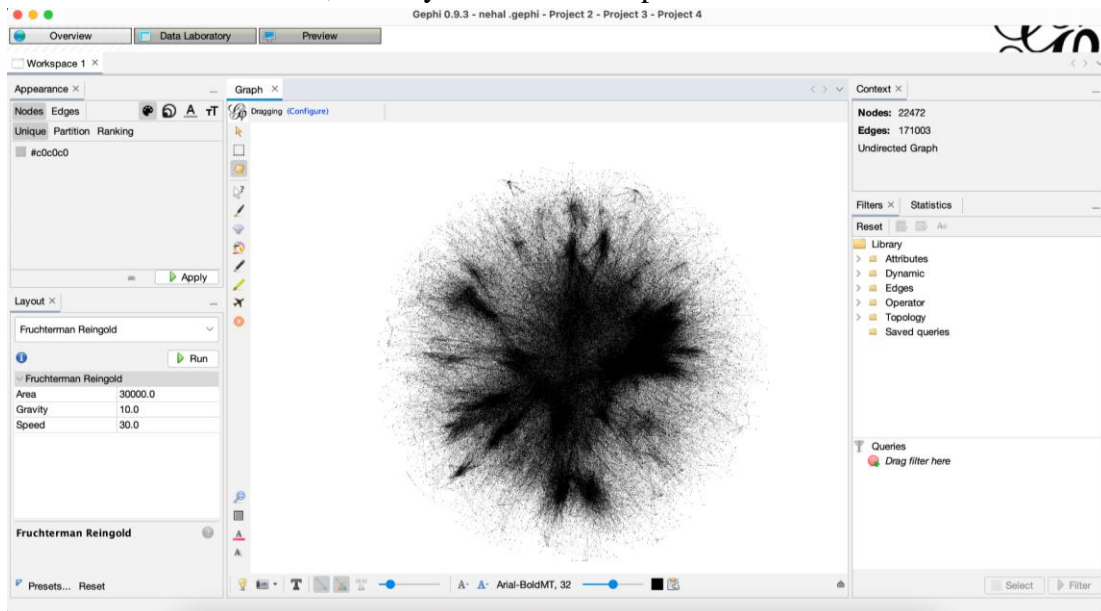 Gephi 0.9.3 - nehal .gephi - Project 2 - Project 3 - Project 4
Overview
Data Laboratory
Preview
Workspace 1 ×
Appearance ×
Nodes Edges
Unique Partition Ranking
#c0c0c0
Apply
Layout ×
Fruchterman Reingold
Run
Fruchterman Reingold
Area 30000.0
Gravity 10.0
Speed 30.0
Fruchterman Reingold
Presets... Reset
Graph ×
Dragging (Configure)
Arial-BoldMT, 32
Context ×
Nodes: 22472
Edges: 171003
Undirected Graph
Filters × Statistics
Reset
Library
Attributes
Dynamic
Edges
Operator
Topology
Saved queries
Queries
Drag filter here
Select
Filter